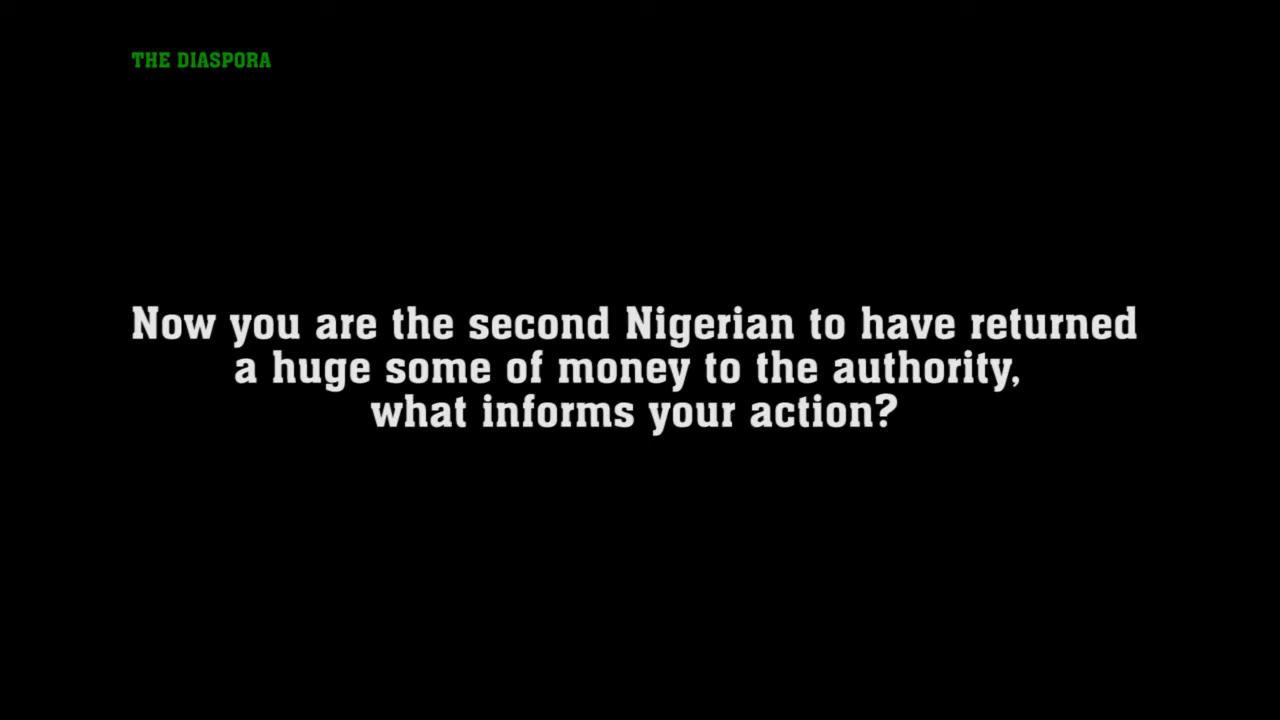 THE DIASPORA
Now you are the second Nigerian to have returned
a huge some of money to the authority,
what informs your action?